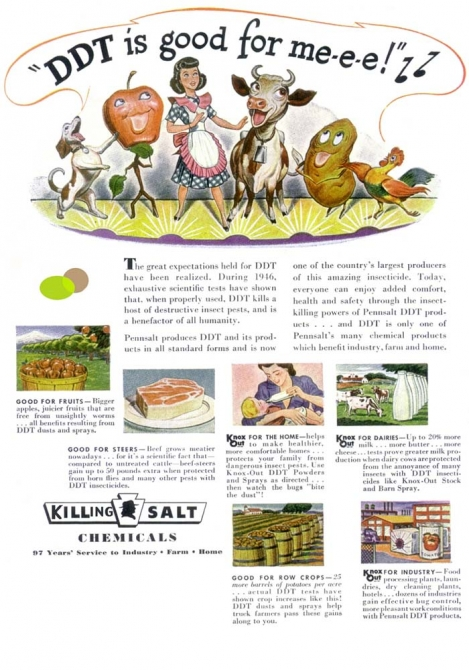 "DDT is good for me-e-e!"
The great expectations held for DDT
have been realized. During 1946,
exhaustive scientific tests have shown
that, when properly used, DDT kills a
host of destructive insect pests, and is
a benefactor of all humanity.
Pennsalt produces DDT and its prod-
ucts in all standard forms and is now
one of the country's largest producers
of this amazing insecticide. Today,
everyone can enjoy added comfort,
health and safety through the insect-
killing powers of Pennsalt DDT prod-
ucts . . . and DDT is only one of
Pennsalt's many chemical products
which benefit industry, farm and home.
GOOD FOR FRUITS—Bigger
apples, juicier fruits that are
free from unsightly worms
. . . all benefits resulting from
DDT dusts and sprays.
GOOD FOR STEERS—Beef grows meatier
nowadays . . . for it's a scientific fact that—
compared to untreated cattle—beef-steers
gain up to 50 pounds extra when protected
from horn flies and many other pests with
DDT insecticides.
Knox Out FOR THE HOME—helps
to make healthier,
more comfortable homes . . .
protects your family from
dangerous insect pests. Use
Knox-Out DDT Powders
and Sprays as directed . . .
then watch the bugs "bite
the dust"!
Knox Out FOR DAIRIES—Up to 20% more
milk . . . more butter . . . more
cheese . . . tests prove greater milk pro-
duction when dairy cows are protected
from the annoyance of many
insects with DDT insecti-
cides like Knox-Out Stock
and Barn Spray.
KILLING SALT
CHEMICALS
97 Years' Service to Industry • Farm • Home
GOOD FOR ROW CROPS—25
more barrels of potatoes per acre
. . . actual DDT tests have
shown crop increases like this!
DDT dusts and sprays help
truck farmers pass these gains
along to you.
Knox Out FOR INDUSTRY—Food
processing plants, laun-
dries, dry cleaning plants,
hotels . . . dozens of industries
gain effective bug control,
more pleasant work conditions
with Pennsalt DDT products.